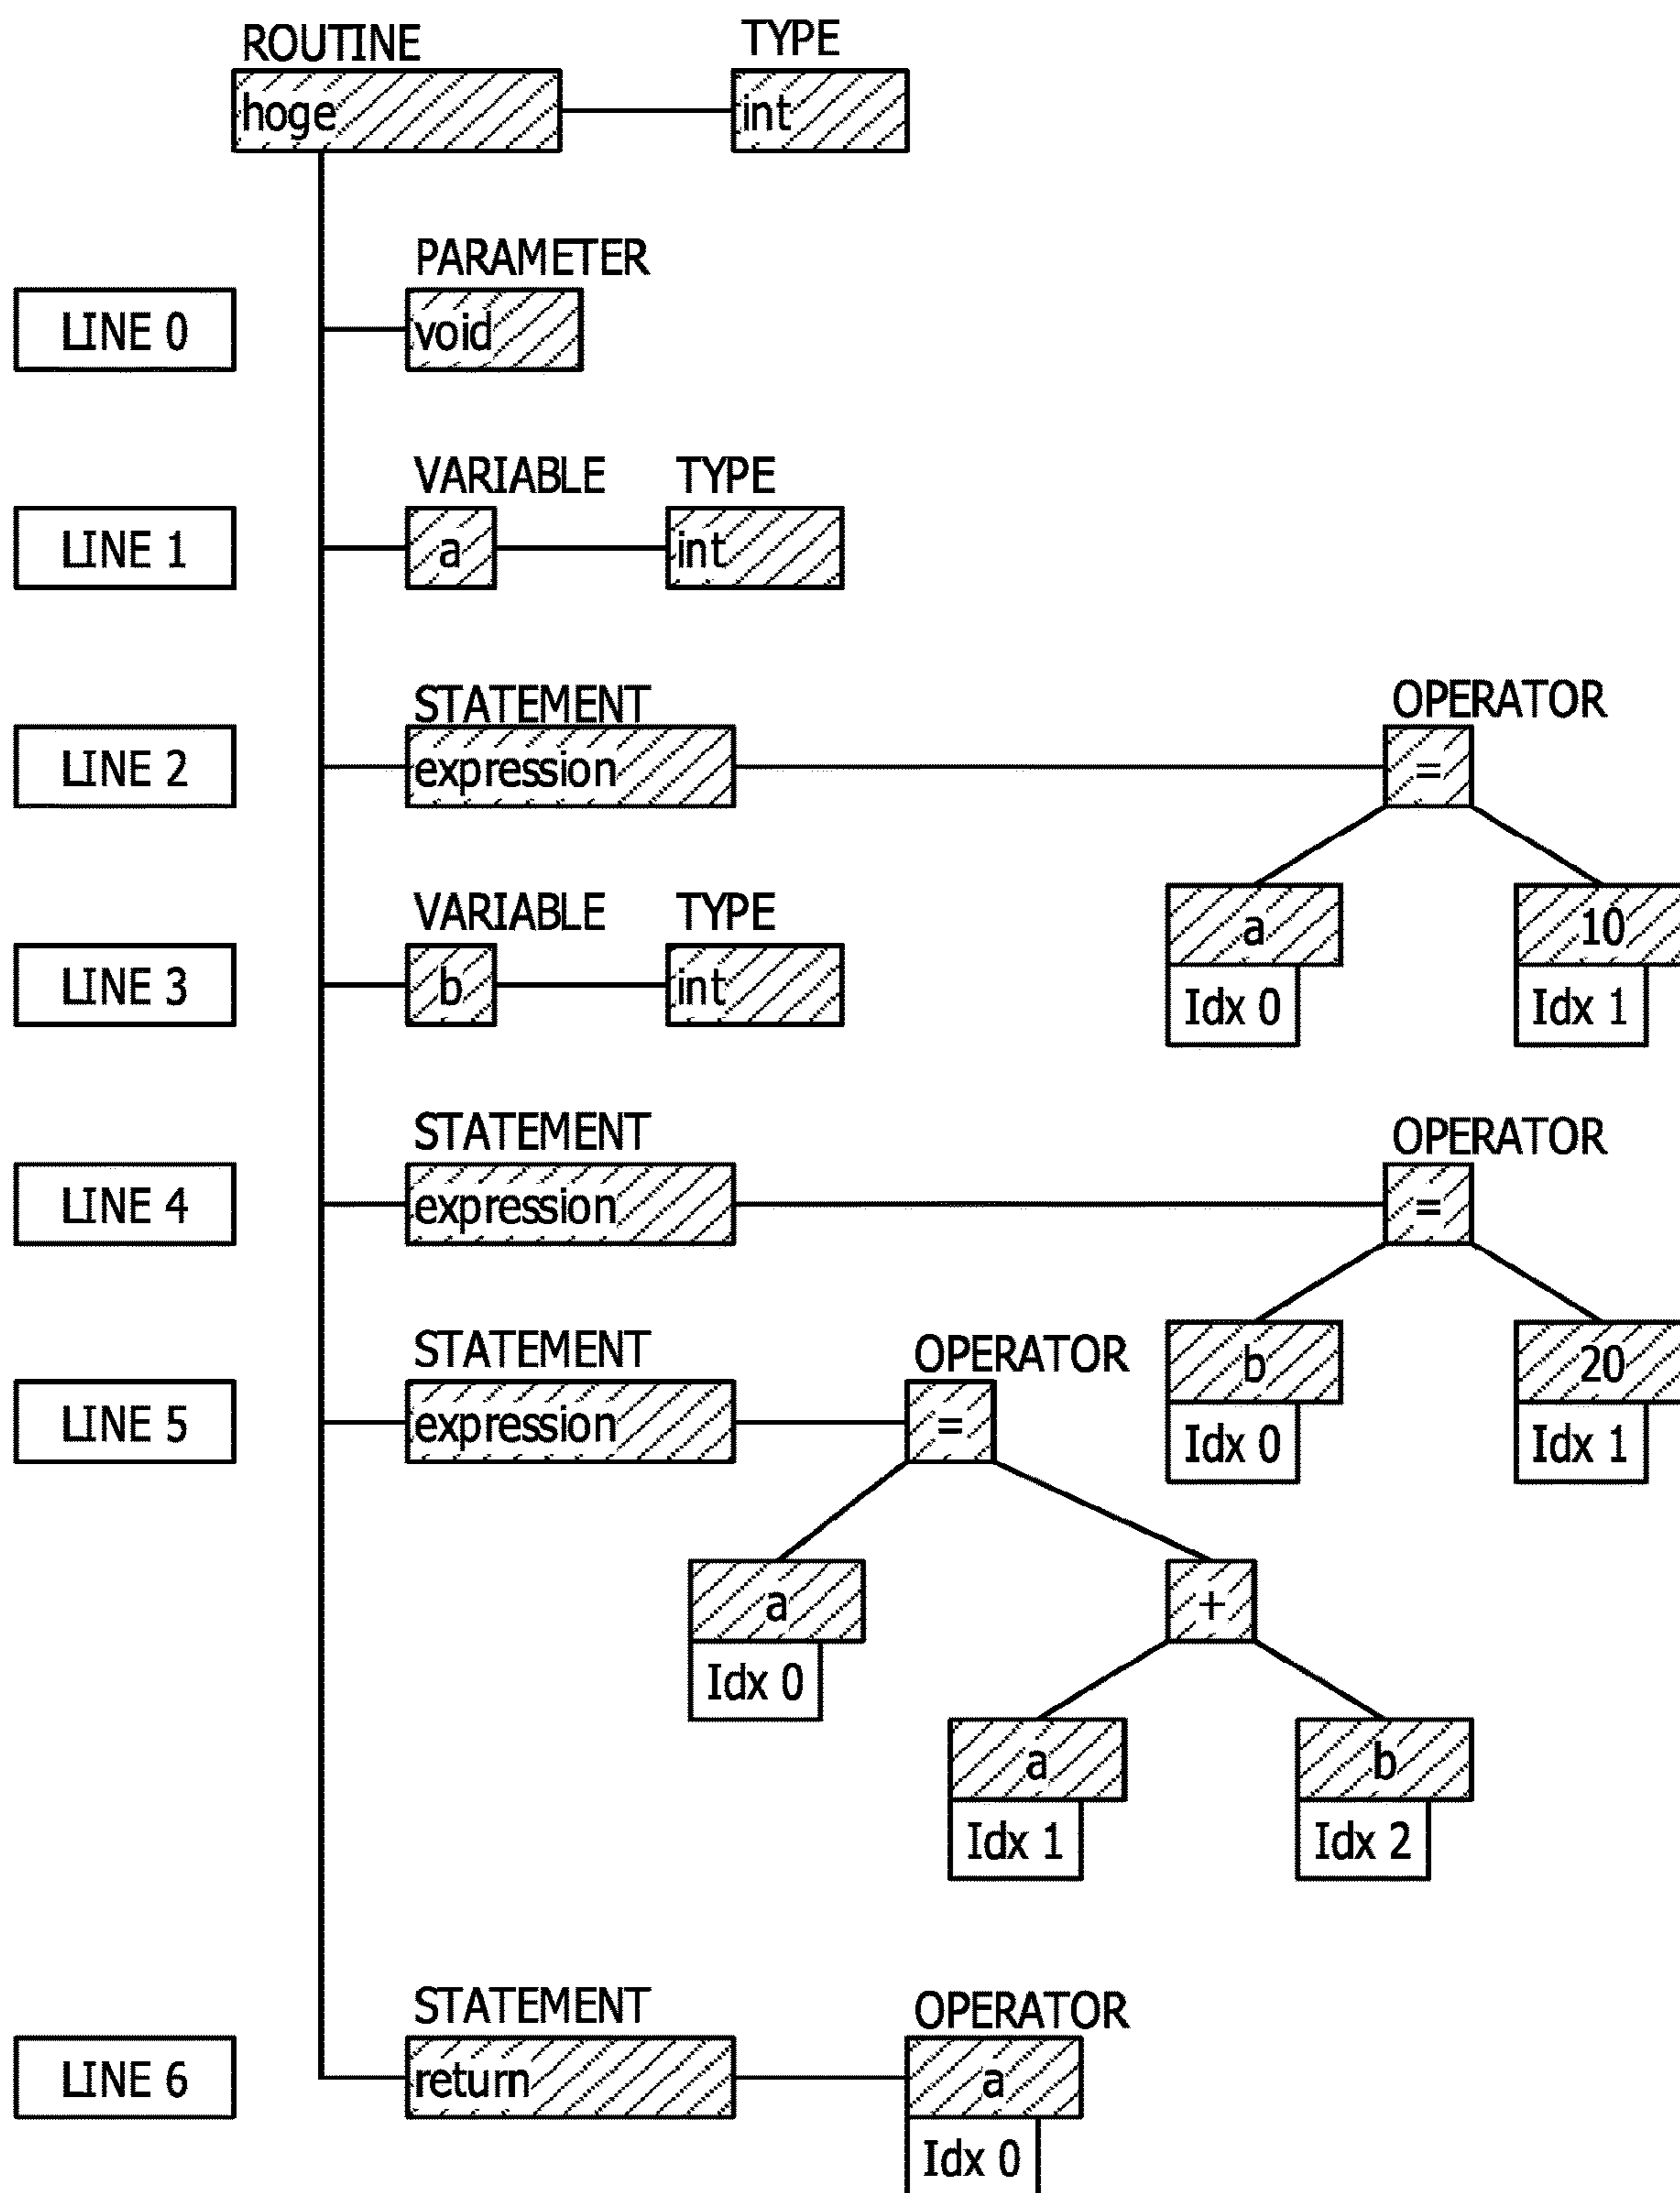 ROUTINE TYPE
hoge int
PARAMETER
LINE 0 void
VARIABLE TYPE
LINE 1 a int
STATEMENT OPERATOR
LINE 2 expression =
a 10
Idx 0 Idx 1
VARIABLE TYPE
LINE 3 b int
STATEMENT OPERATOR
LINE 4 expression =
b 20
Idx 0 Idx 1
STATEMENT OPERATOR
LINE 5 expression =
a +
Idx 0
a b
Idx 1 Idx 2
STATEMENT OPERATOR
LINE 6 return a
Idx 0